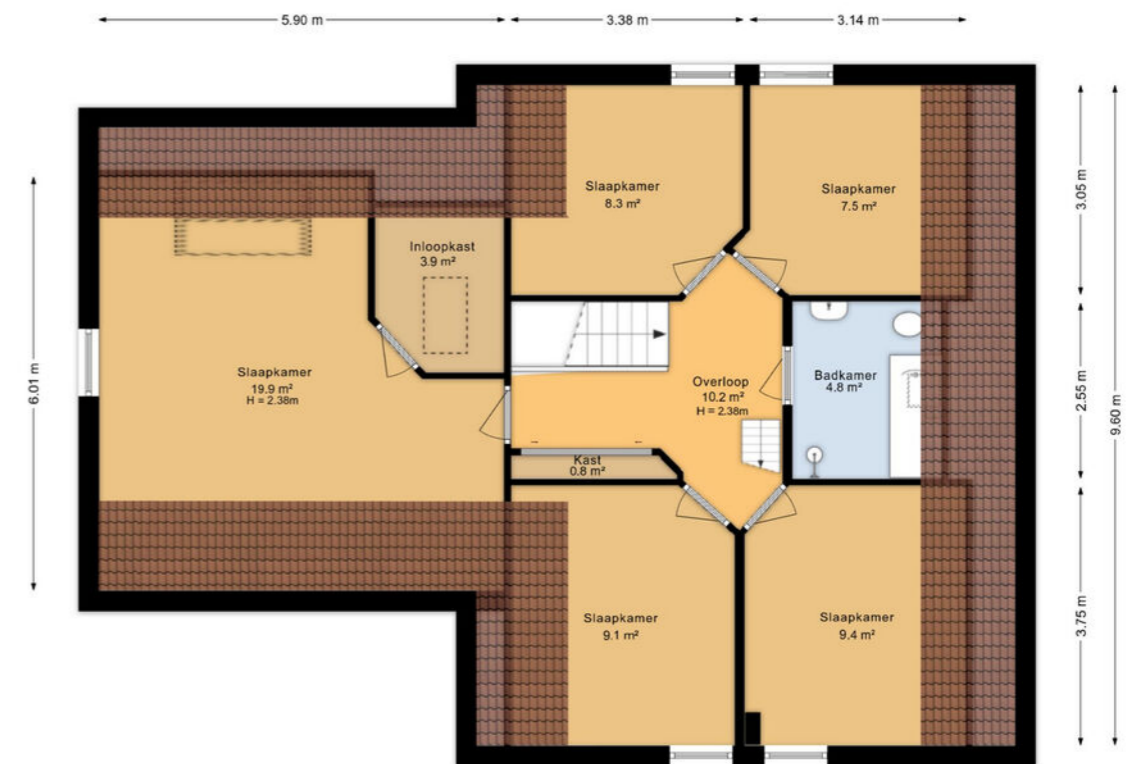 5.90 m
3.38 m
3.14 m
Slaapkamer
8.3 m²
Slaapkamer
7.5 m²
3.05 m
Inloopkast
3.9 m²
6.01 m
Slaapkamer
19.9 m²
H = 2.38m
Overloop
10.2 m²
H = 2.38m
Badkamer
4.8 m²
2.55 m
9.60 m
Kast
0.8 m²
Slaapkamer
9.1 m²
Slaapkamer
9.4 m²
3.75 m